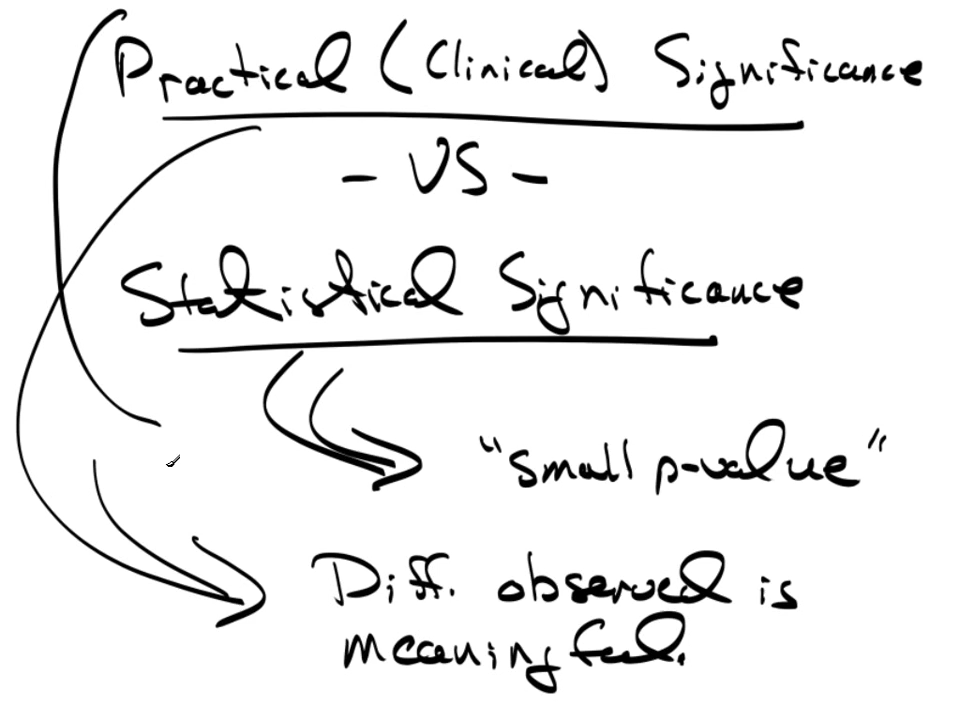 Practical (Clinical) Significance
- VS -
Statistical Significance
"small p-value"
Diff. observed is
meaningful.